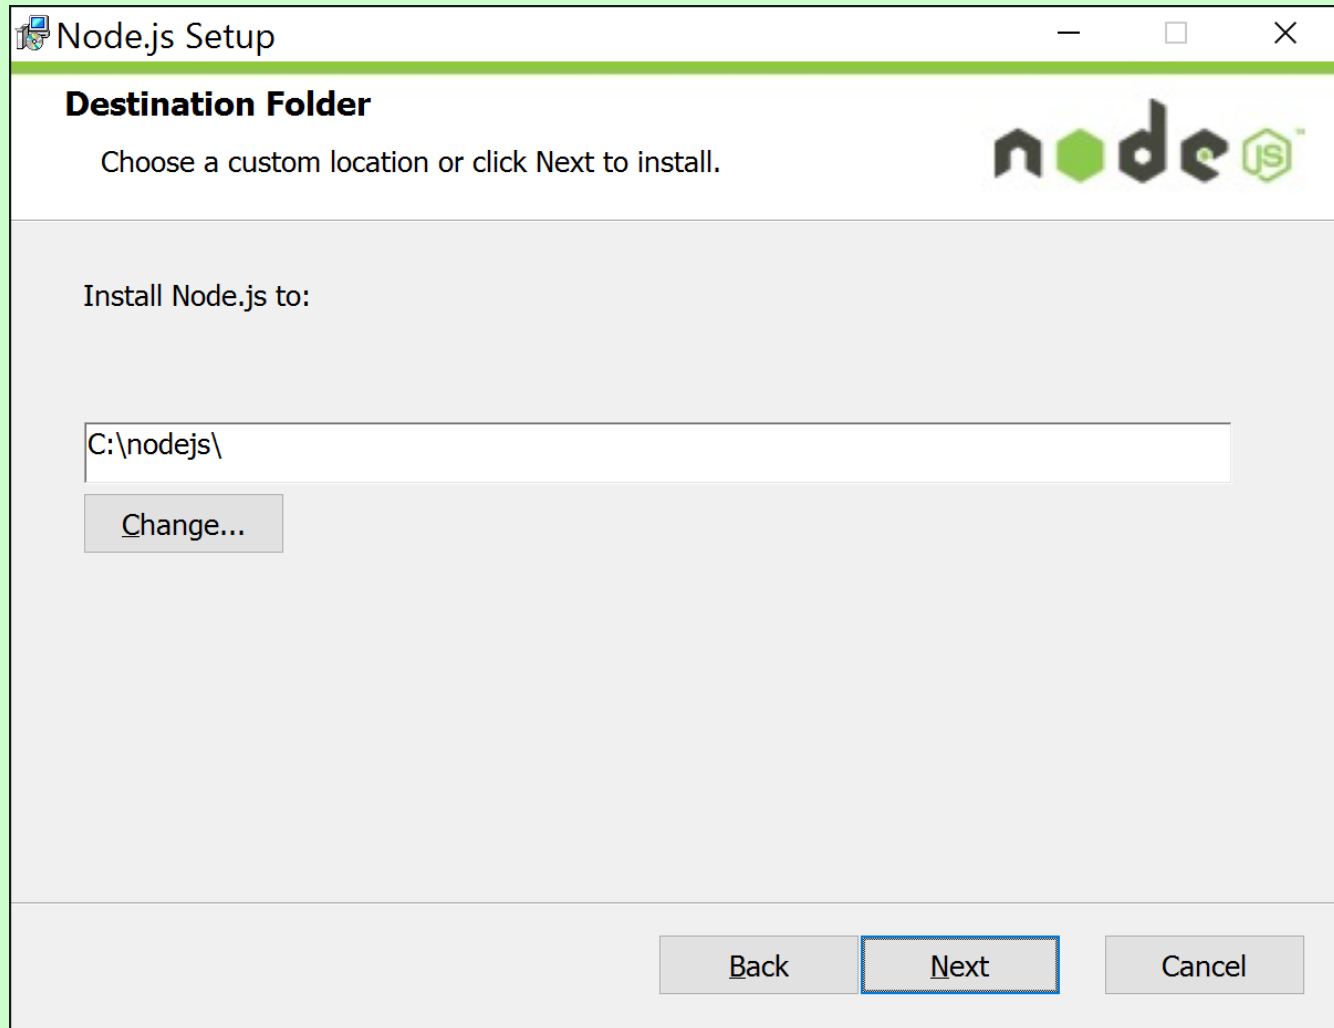 Node.js Setup
Destination Folder
Choose a custom location or click Next to install.
node JS™
Install Node.js to:
C:\nodejs\
Change...
Back Next Cancel